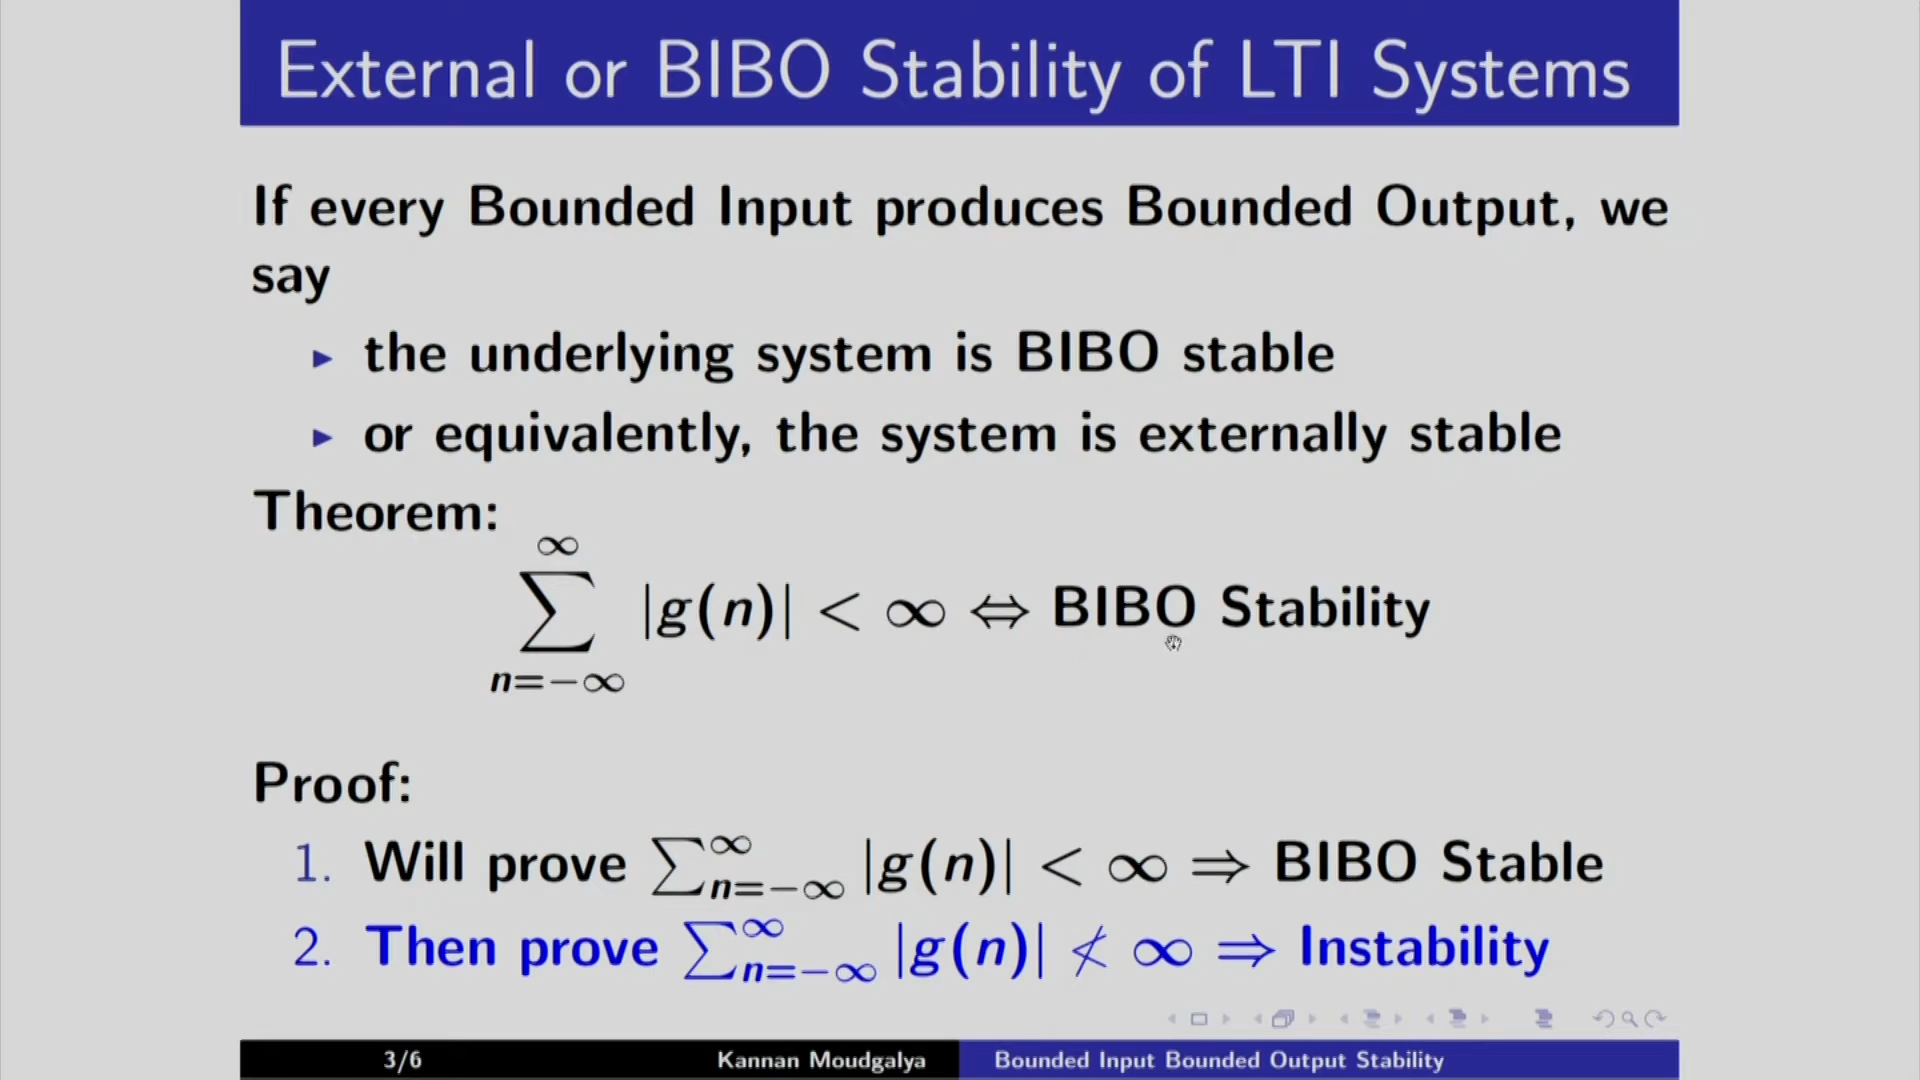 External or BIBO Stability of LTI Systems
If every Bounded Input produces Bounded Output, we
say
▶ the underlying system is BIBO stable
▶ or equivalently, the system is externally stable
Theorem:
∑_{n=−∞}^{∞} |g(n)| < ∞ ⇔ BIBO Stability
Proof:
1. Will prove ∑_{n=−∞}^{∞} |g(n)| < ∞ ⇒ BIBO Stable
2. Then prove ∑_{n=−∞}^{∞} |g(n)| ≮ ∞ ⇒ Instability
3/6 Kannan Moudgalya Bounded Input Bounded Output Stability